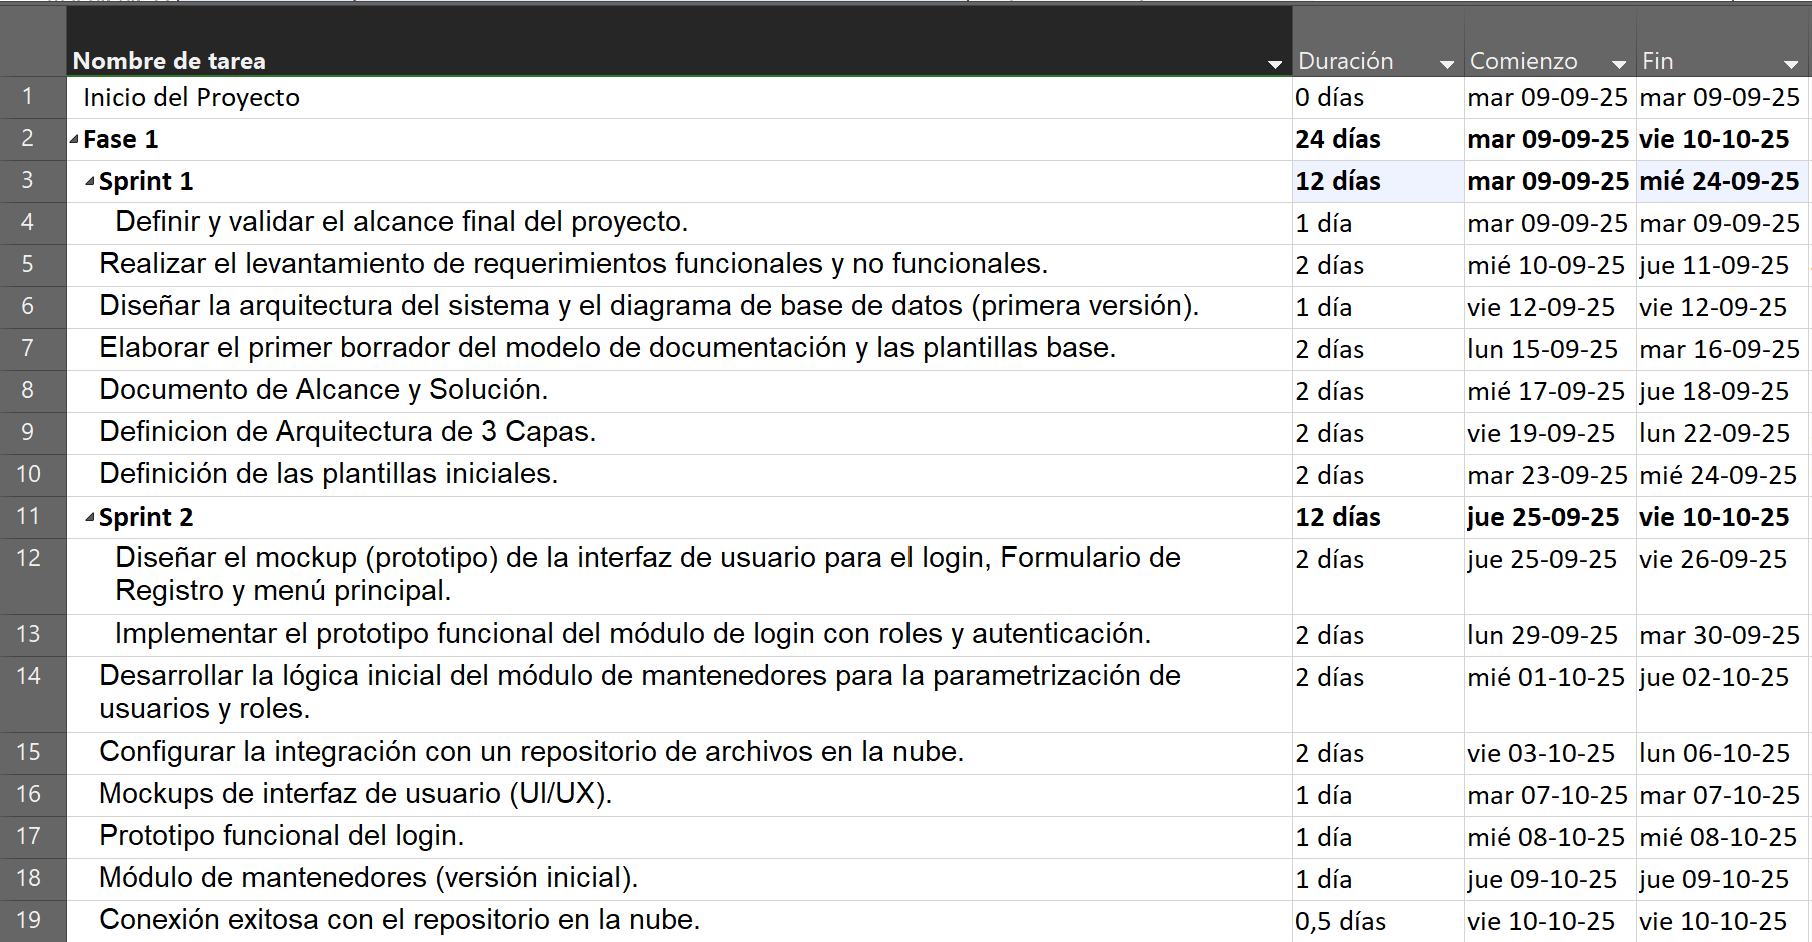 Nombre de tarea Duración Comienzo Fin
1 Inicio del Proyecto 0 días mar 09-09-25 mar 09-09-25
2 Fase 1 24 días mar 09-09-25 vie 10-10-25
3 Sprint 1 12 días mar 09-09-25 mié 24-09-25
4 Definir y validar el alcance final del proyecto. 1 día mar 09-09-25 mar 09-09-25
5 Realizar el levantamiento de requerimientos funcionales y no funcionales. 2 días mié 10-09-25 jue 11-09-25
6 Diseñar la arquitectura del sistema y el diagrama de base de datos (primera versión). 1 día vie 12-09-25 vie 12-09-25
7 Elaborar el primer borrador del modelo de documentación y las plantillas base. 2 días lun 15-09-25 mar 16-09-25
8 Documento de Alcance y Solución. 2 días mié 17-09-25 jue 18-09-25
9 Definicion de Arquitectura de 3 Capas. 2 días vie 19-09-25 lun 22-09-25
10 Definición de las plantillas iniciales. 2 días mar 23-09-25 mié 24-09-25
11 Sprint 2 12 días jue 25-09-25 vie 10-10-25
12 Diseñar el mockup (prototipo) de la interfaz de usuario para el login, Formulario de 2 días jue 25-09-25 vie 26-09-25
Registro y menú principal.
13 Implementar el prototipo funcional del módulo de login con roles y autenticación. 2 días lun 29-09-25 mar 30-09-25
14 Desarrollar la lógica inicial del módulo de mantenedores para la parametrización de 2 días mié 01-10-25 jue 02-10-25
usuarios y roles.
15 Configurar la integración con un repositorio de archivos en la nube. 2 días vie 03-10-25 lun 06-10-25
16 Mockups de interfaz de usuario (UI/UX). 1 día mar 07-10-25 mar 07-10-25
17 Prototipo funcional del login. 1 día mié 08-10-25 mié 08-10-25
18 Módulo de mantenedores (versión inicial). 1 día jue 09-10-25 jue 09-10-25
19 Conexión exitosa con el repositorio en la nube. 0,5 días vie 10-10-25 vie 10-10-25